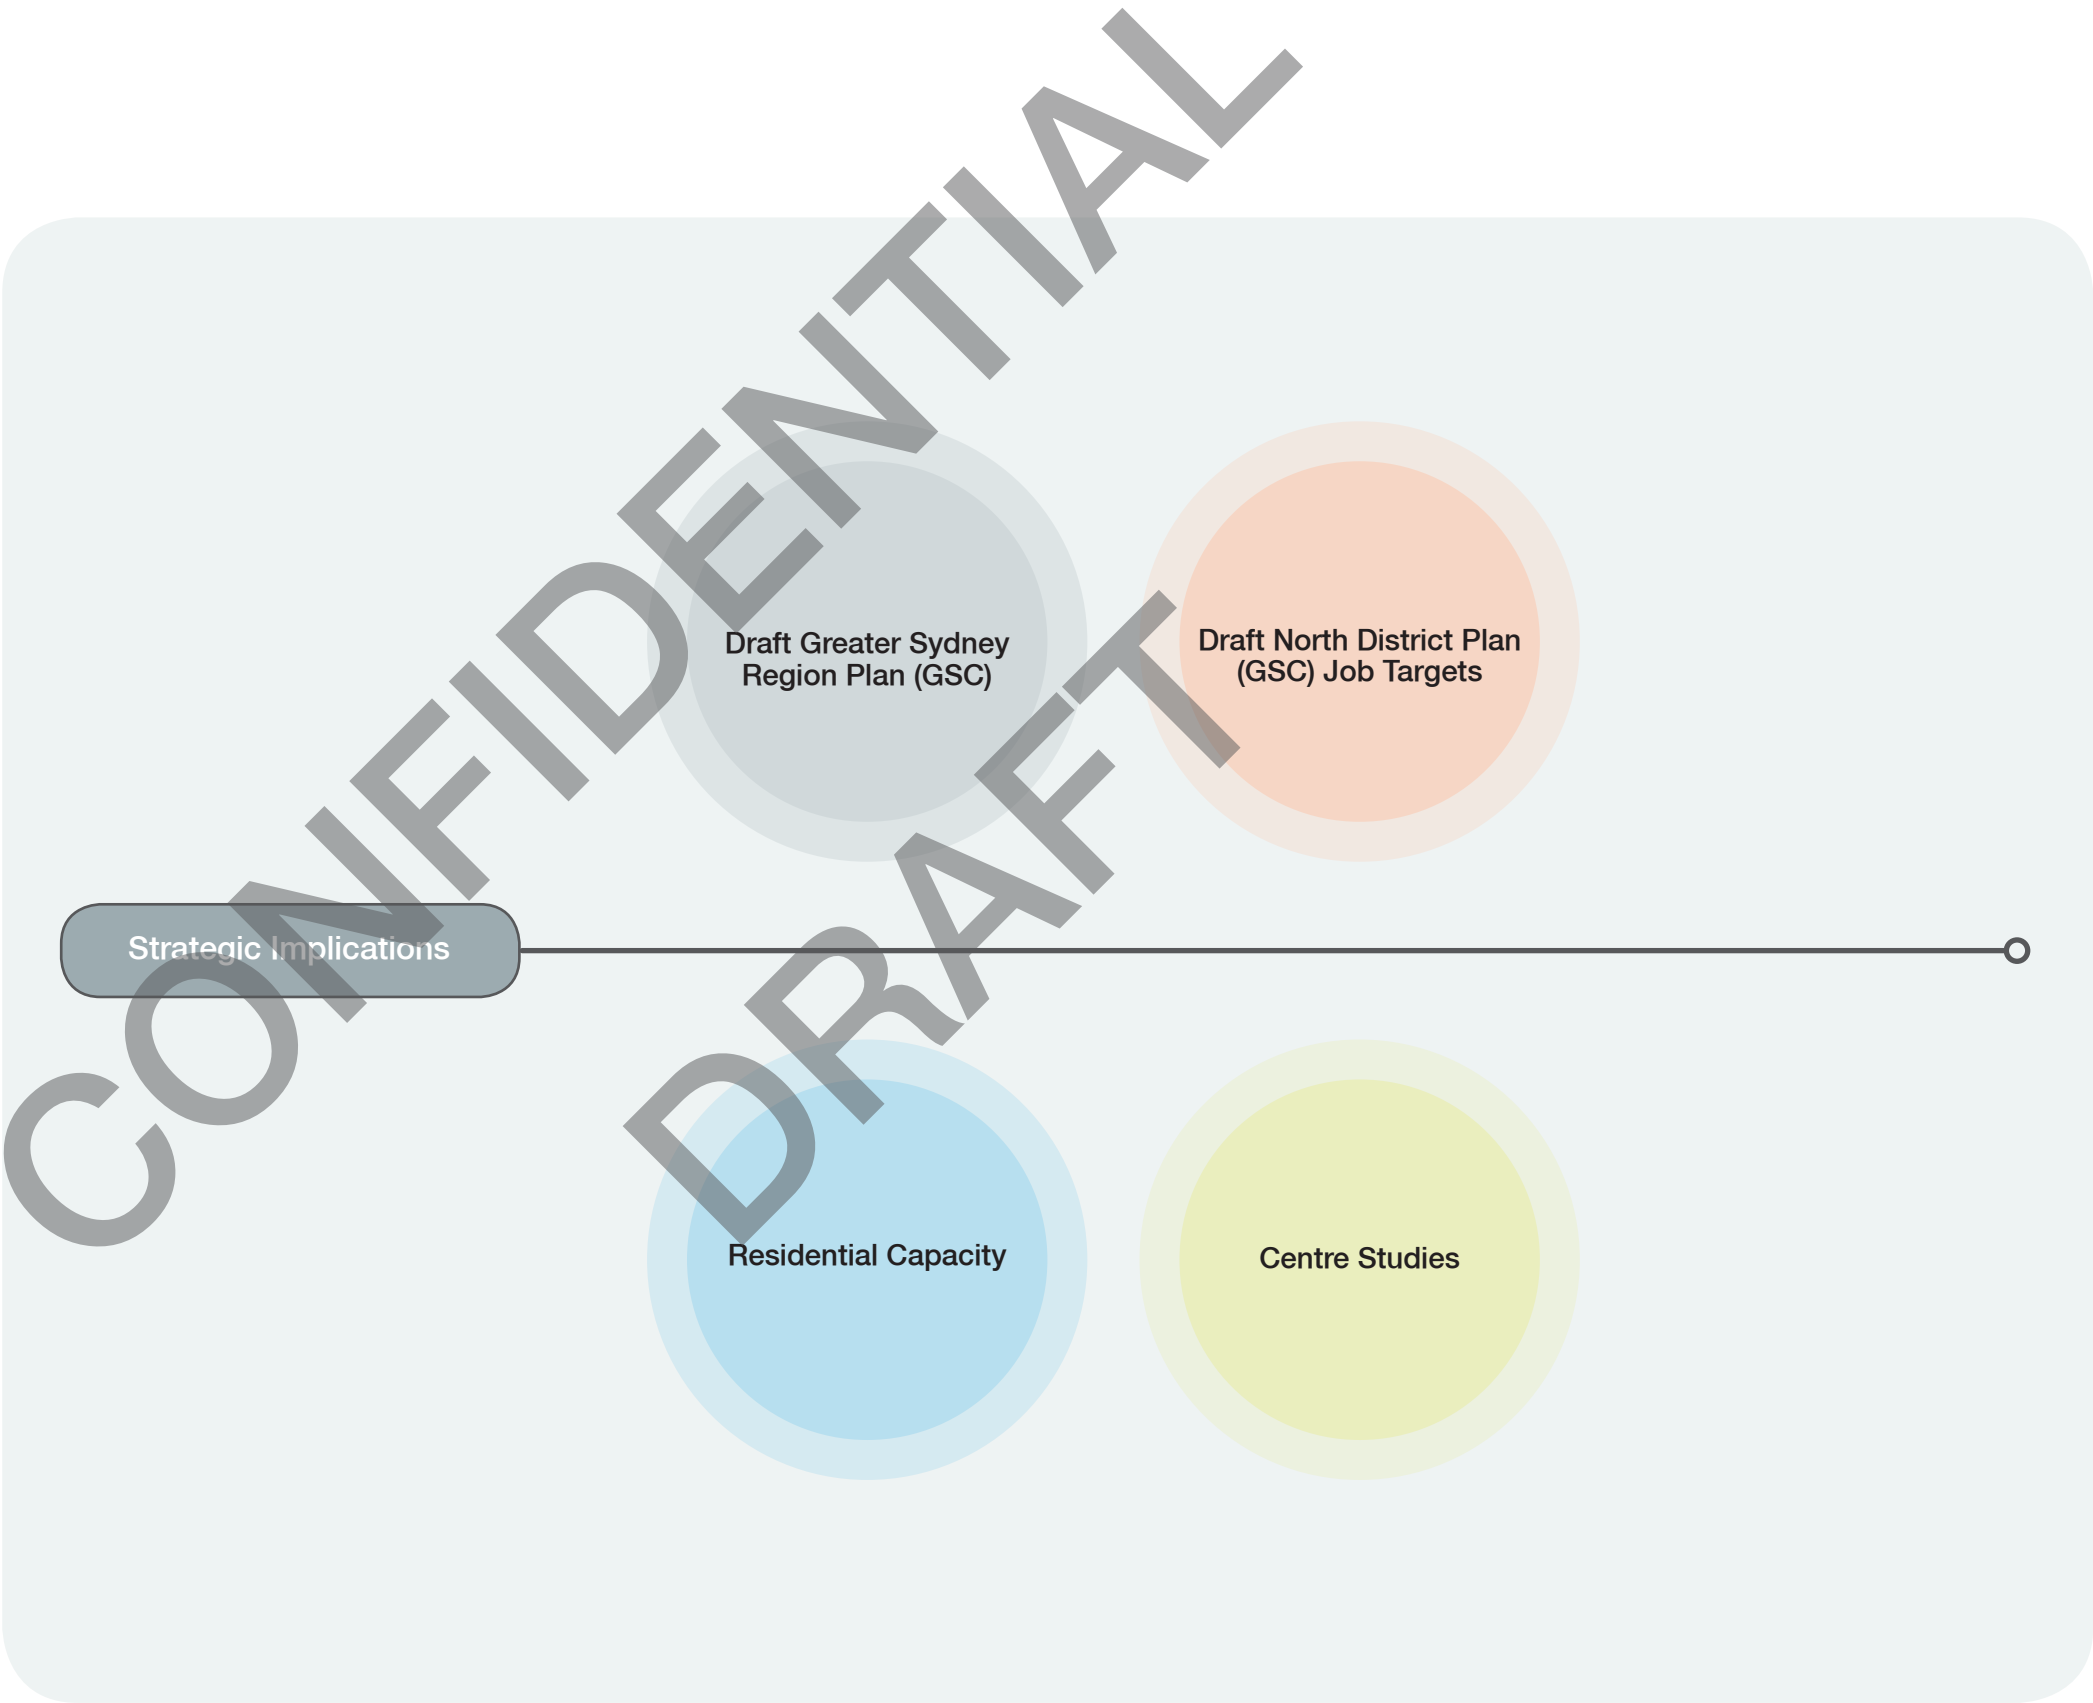 CONFIDENTIAL
DRAFT
Draft Greater Sydney
Region Plan (GSC)
Draft North District Plan
(GSC) Job Targets
Strategic Implications
Residential Capacity
Centre Studies